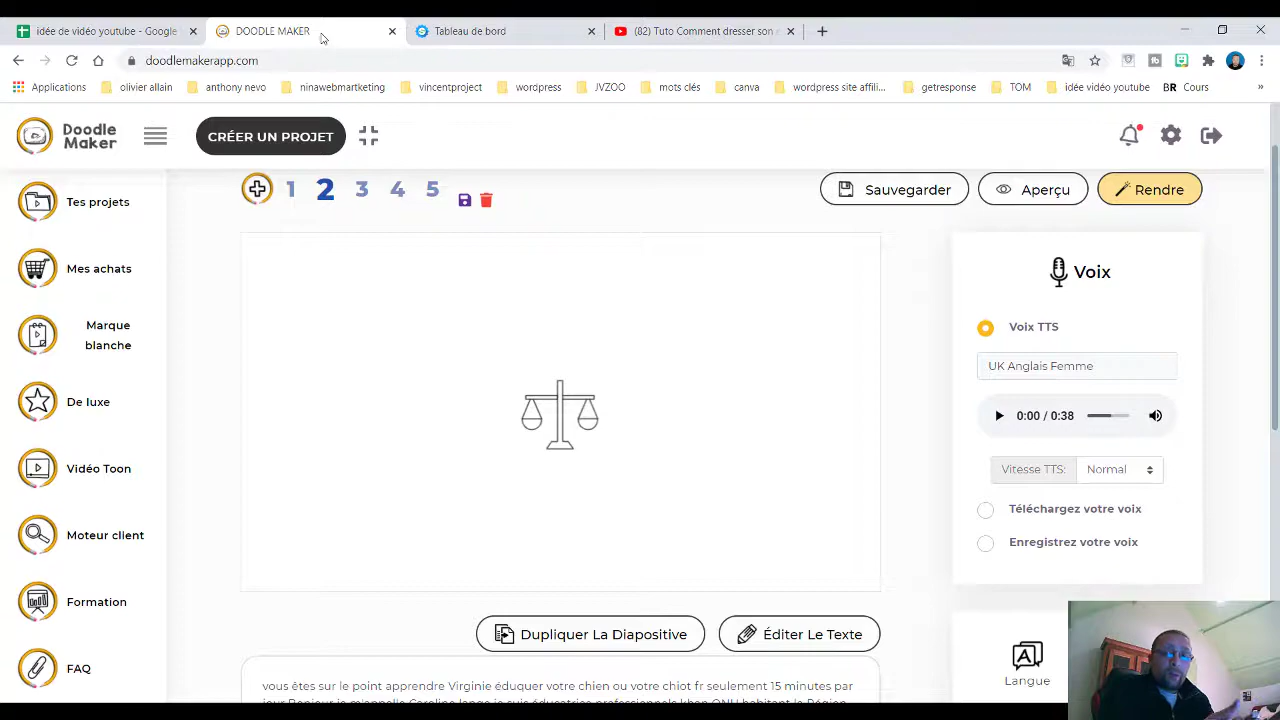 idée de vidéo youtube - Google
DOODLE MAKER
Tableau de bord
(82) Tuto Comment dresser son
doodlemakerapp.com
Applications
olivier allain
anthony nevo
ninawebmarketing
vincentproject
wordpress
JVZOO
mots clés
canva
wordpress site affili...
getresponse
TOM
idée vidéo youtube
BR Cours
»
Doodle
Maker
CRÉER UN PROJET
1 2 3 4 5
Sauvegarder
Aperçu
Rendre
Tes projets
Mes achats
Marque
blanche
De luxe
Vidéo Toon
Moteur client
Formation
FAQ
Voix
Voix TTS
UK Anglais Femme
0:00 / 0:38
Vitesse TTS: Normal
Téléchargez votre voix
Enregistrez votre voix
Dupliquer La Diapositive
Éditer Le Texte
A
Langue
vous êtes sur le point apprendre Virginie éduquer votre chien ou votre chiot fr seulement 15 minutes par